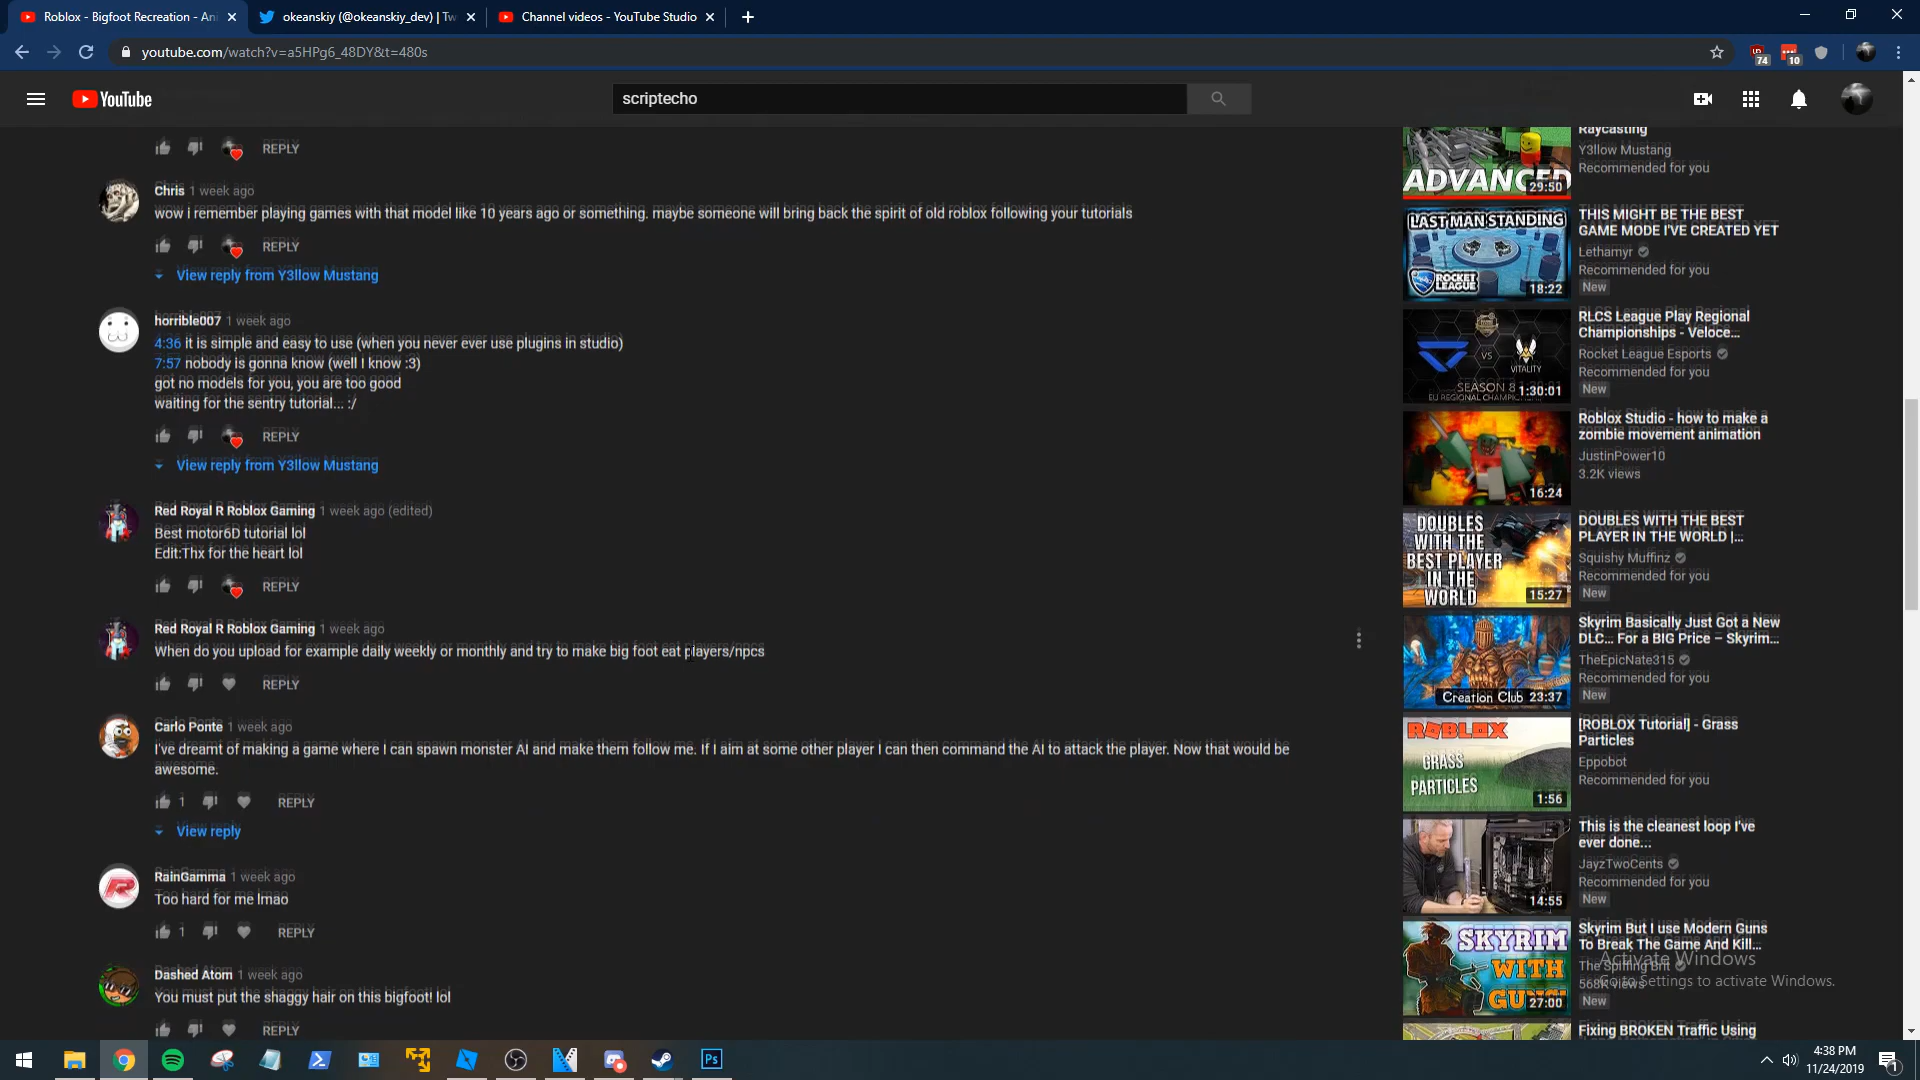 Roblox - Bigfoot Recreation - Ani
okeanskiy (@okeanskiy_dev) | Tw
Channel videos - YouTube Studio
youtube.com/watch?v=a5HPg6_48DY&t=480s
74
10
YouTube
scriptecho
REPLY
Chris 1 week ago
wow i remember playing games with that model like 10 years ago or something. maybe someone will bring back the spirit of old roblox following your tutorials
REPLY
View reply from Y3llow Mustang
horrible007 1 week ago
4:36 it is simple and easy to use (when you never ever use plugins in studio)
7:57 nobody is gonna know (well I know :3)
got no models for you, you are too good
waiting for the sentry tutorial... :/
REPLY
View reply from Y3llow Mustang
Red Royal R Roblox Gaming 1 week ago (edited)
Best motor6D tutorial lol
Edit:Thx for the heart lol
REPLY
Red Royal R Roblox Gaming 1 week ago
When do you upload for example daily weekly or monthly and try to make big foot eat players/npcs
REPLY
Carlo Ponte 1 week ago
I've dreamt of making a game where I can spawn monster AI and make them follow me. If I aim at some other player I can then command the AI to attack the player. Now that would be
awesome.
1 REPLY
View reply
RainGamma 1 week ago
Too hard for me lmao
1 REPLY
Dashed Atom 1 week ago
You must put the shaggy hair on this bigfoot! lol
REPLY
ADVANCED
29:50
Raycasting
Y3llow Mustang
Recommended for you
LAST MAN STANDING
ROCKET LEAGUE
18:22
THIS MIGHT BE THE BEST
GAME MODE I'VE CREATED YET
Lethamyr
Recommended for you
New
VS
VITALITY
SEASON 8
1:30:01
RLCS League Play Regional
Championships - Veloce...
Rocket League Esports
Recommended for you
New
16:24
Roblox Studio - how to make a
zombie movement animation
JustinPower10
3.2K views
DOUBLES
WITH THE
BEST PLAYER
IN THE
WORLD
15:27
DOUBLES WITH THE BEST
PLAYER IN THE WORLD |...
Squishy Muffinz
Recommended for you
New
Creation Club 23:37
Skyrim Basically Just Got a New
DLC... For a BIG Price – Skyrim...
TheEpicNate315
Recommended for you
New
ROBLOX
GRASS
PARTICLES
1:56
[ROBLOX Tutorial] - Grass
Particles
Eppobot
Recommended for you
14:55
This is the cleanest loop I've
ever done...
JayzTwoCents
Recommended for you
New
SKYRIM
WITH
GUNS
27:00
Skyrim But I use Modern Guns
To Break The Game And Kill...
The Spiffing Brit
568K views
New
Activate Windows
Go to Settings to activate Windows.
Fixing BROKEN Traffic Using
Ps
4:38 PM
11/24/2019
1